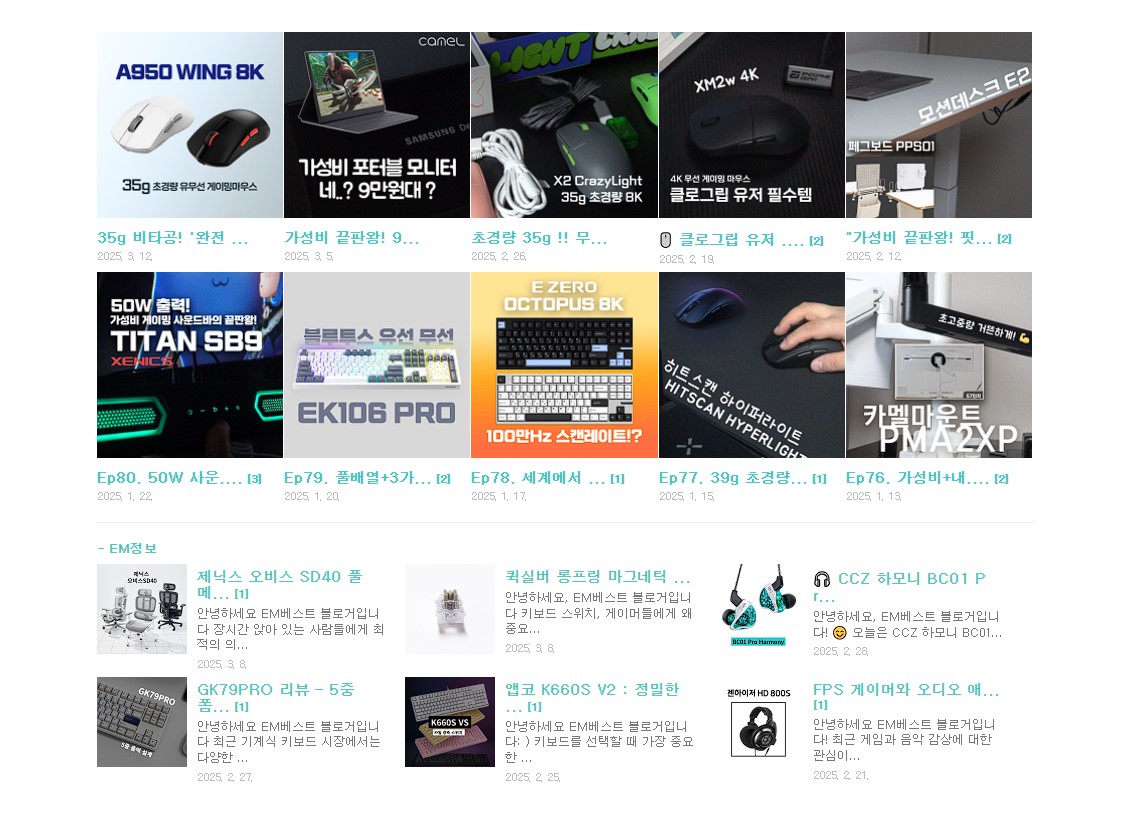 A950 WING 8K
35g 초경량 유무선 게이밍마우스
CAMEL
SAMSUNG
가성비 포터블 모니터
네..? 9만원대 ?
LIGHT
X2 CrazyLight
35g 초경량 8K
XM2w 4K
ENDGAME
GEAR
4K 무선 게이밍 마우스
클로그립 유저 필수템
모션데스크 E2
페그보드 PPS01
35g 비타공! '완전 ...
2025. 3. 12.
가성비 끝판왕! 9...
2025. 3. 5.
초경량 35g !! 무...
2025. 2. 26.
🖱 클로그립 유저 .... [2]
2025. 2. 19.
"가성비 끝판왕! 핏... [2]
2025. 2. 12.
50W 출력!
가성비 게이밍 사운드바의 끝판왕!
TITAN SB9
XENICS
블루투스 유선 무선
EK106 PRO
E ZERO
OCTOPUS 8K
100만Hz 스캔레이트!?
히트스캔 하이퍼라이트
HITSCAN HYPERLIGHT
초고중량 거뜬하게! 💪
카멜마운트
PMA2XP
Ep80. 50W 사운.... [3]
2025. 1. 22.
Ep79. 풀배열+3가... [2]
2025. 1. 20.
Ep78. 세계에서 ... [1]
2025. 1. 17.
Ep77. 39g 초경량... [1]
2025. 1. 15.
Ep76. 가성비+내.... [2]
2025. 1. 13.
- EM정보
제닉스
오비스SD40
제닉스 오비스 SD40 풀
메... [1]
안녕하세요 EM베스트 블로거입니
다 장시간 앉아 있는 사람들에게 최
적의 의...
2025. 3. 8.
퀵실버 롱프링 마그네틱 ...
안녕하세요, EM베스트 블로거입니
다 키보드 스위치, 게이머들에게 왜
중요...
2025. 3. 8.
BC01 Pro Harmony
🎧 CCZ 하모니 BC01 P
r...
안녕하세요, EM베스트 블로거입니
다! 😊 오늘은 CCZ 하모니 BC01...
2025. 2. 28.
GK79PRO
5중 폼떡 설계
GK79PRO 리뷰 – 5중
폼... [1]
안녕하세요 EM베스트 블로거입니
다 최근 기계식 키보드 시장에서는
다양한 ...
2025. 2. 27.
K660S VS
앱코 K660S V2 : 정밀한
... [1]
안녕하세요 EM베스트 블로거입니
다: ) 키보드를 선택할 때 가장 중요
한 ...
2025. 2. 25.
젠하이저 HD 800S
FPS 게이머와 오디오 애...
[1]
안녕하세요 EM베스트 블로거입니
다! 최근 게임과 음악 감상에 대한
관심이...
2025. 2. 21.